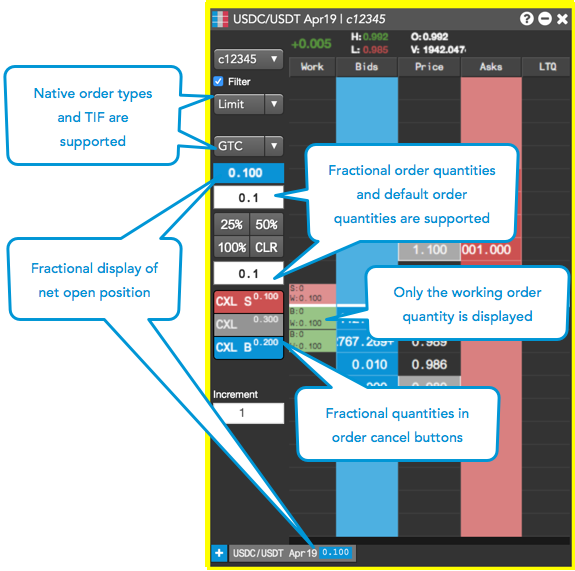 USDC/USDT Apr19 | c12345
+0.005
H: 0.992 O: 0.992
L: 0.985 V: 1942.047
c12345
Filter
Work Bids Price Asks LTQ
Native order types
and TIF are
supported
Limit
GTC
0.100
0.1
Fractional order quantities
and default order
quantities are supported
25% 50%
100% CLR
1.100 001.000
0.1
Fractional display of
net open position
S:0
W:0.100
CXL S 0.100
B:0
W:0.100
CXL 0.300
B:0
W:0.100
CXL B 0.200
Only the working order
quantity is displayed
0.989
0.010 0.986
Increment
1
Fractional quantities in
order cancel buttons
+ USDC/USDT Apr19 0.100